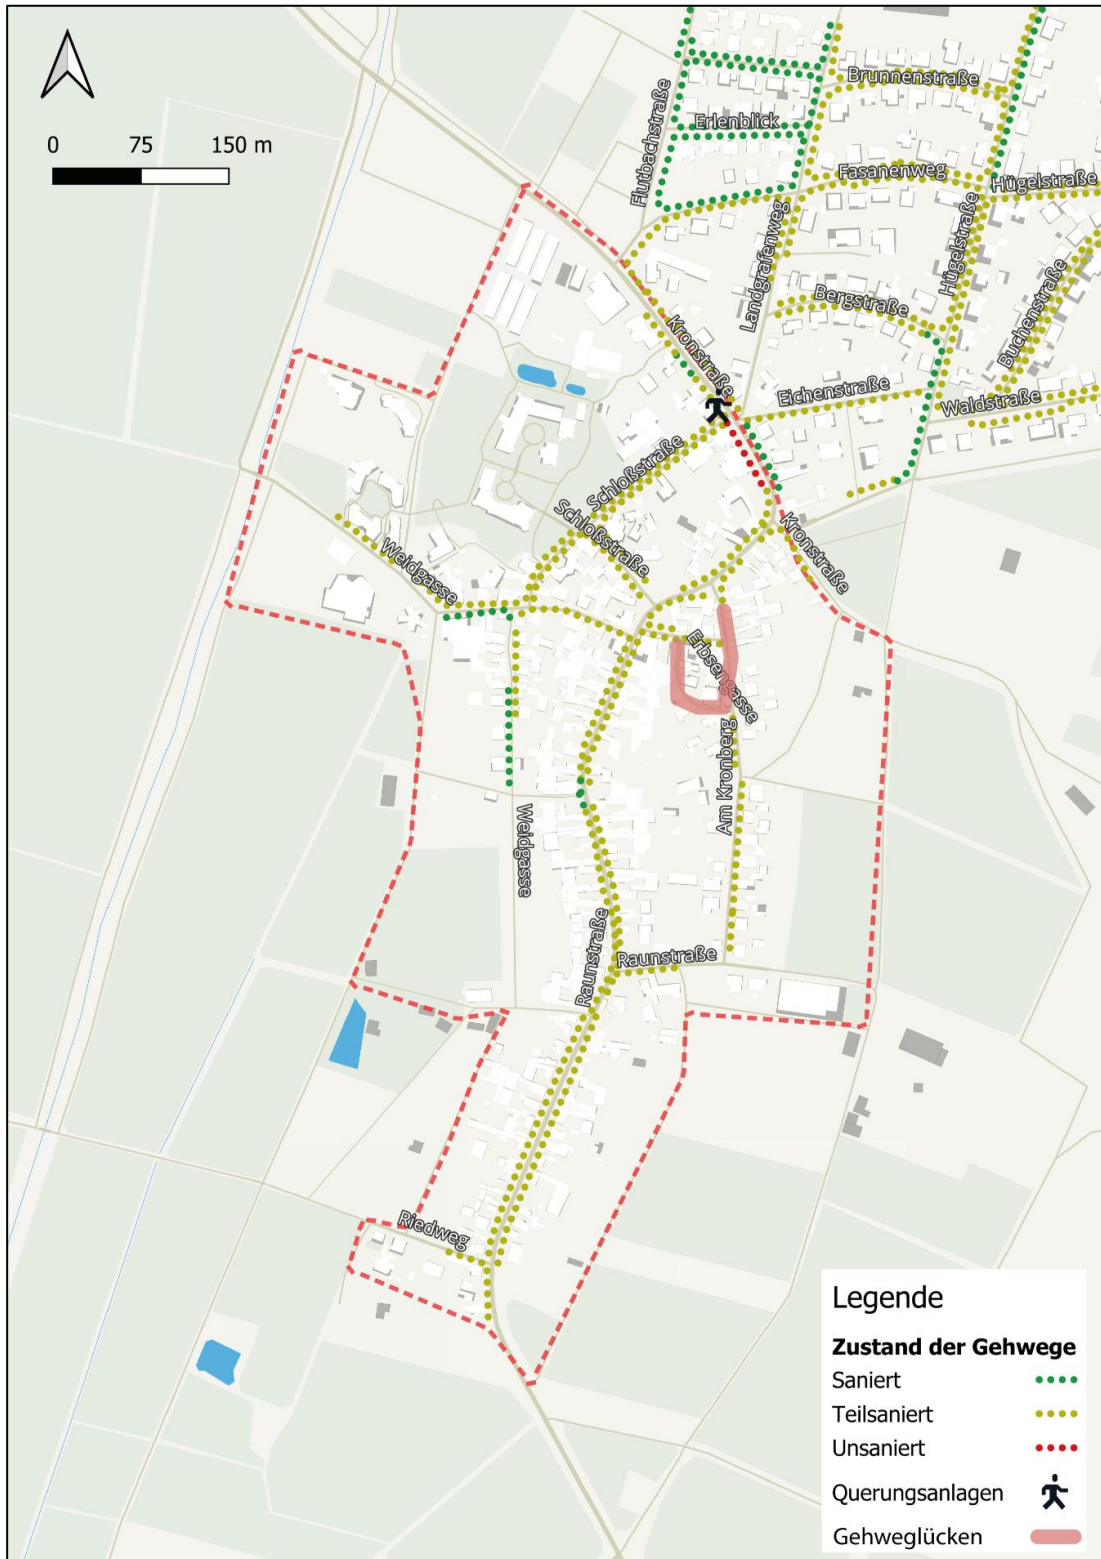 0 75 150 m
Brunnenstraße
Erlenblick
Flutbachstraße
Fasanenweg
Hügelstraße
Landgrafenweg
Hügelstraße
Bergstraße
Buchenstraße
Kronstraße
Eichenstraße
Waldstraße
Schloßstraße
Schloßstraße
Kronstraße
Weidgasse
Erbsengasse
Am Kronberg
Weidgasse
Raunstraße
Raunstraße
Riedweg
Legende
Zustand der Gehwege
Saniert
Teilsaniert
Unsaniert
Querungsanlagen
Gehweglücken